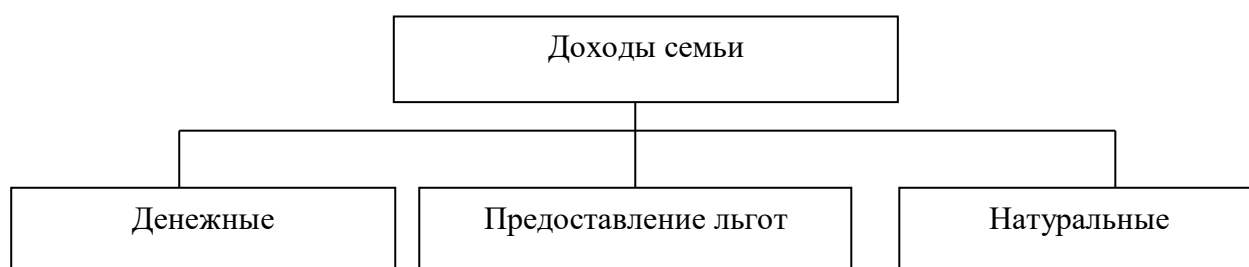 Доходы семьи
Денежные
Предоставление льгот
Натуральные